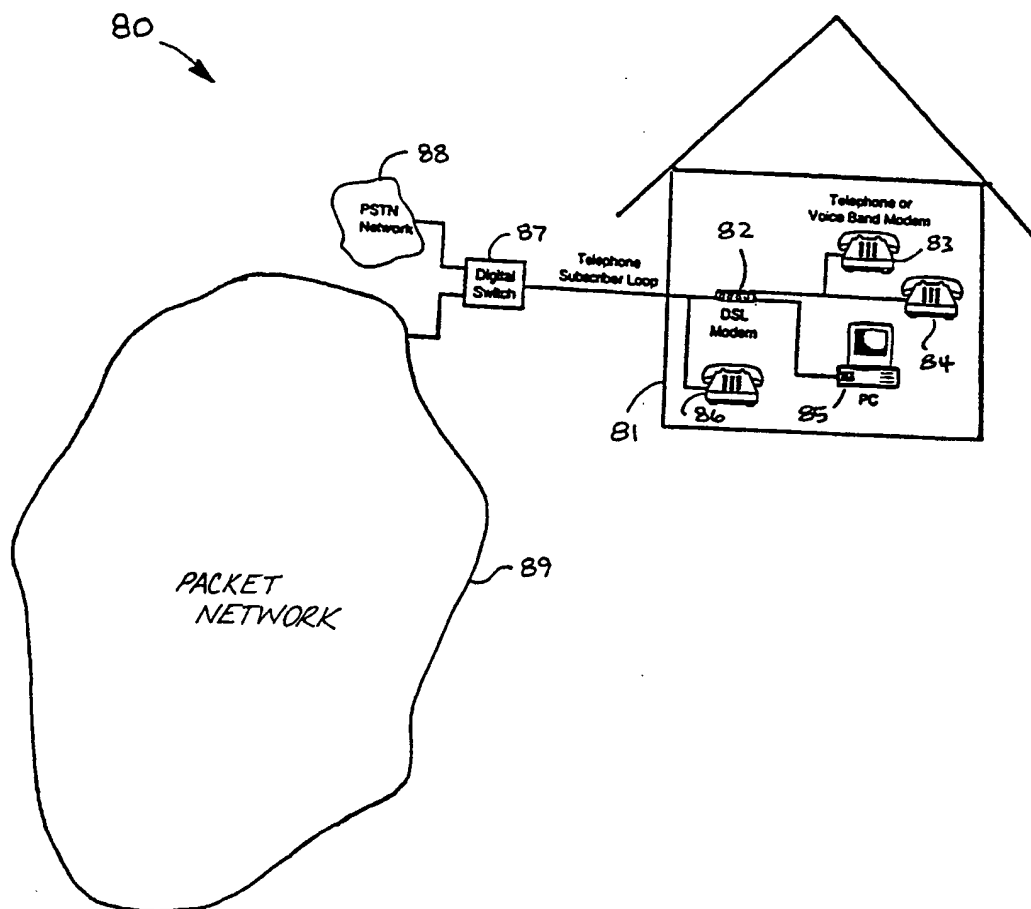 80
88
PSTN
Network
87
Digital
Switch
Telephone
Subscriber Loop
82
DSL
Modem
Telephone or
Voice Band Modem
83
84
85
PC
86
81
89
PACKET
NETWORK